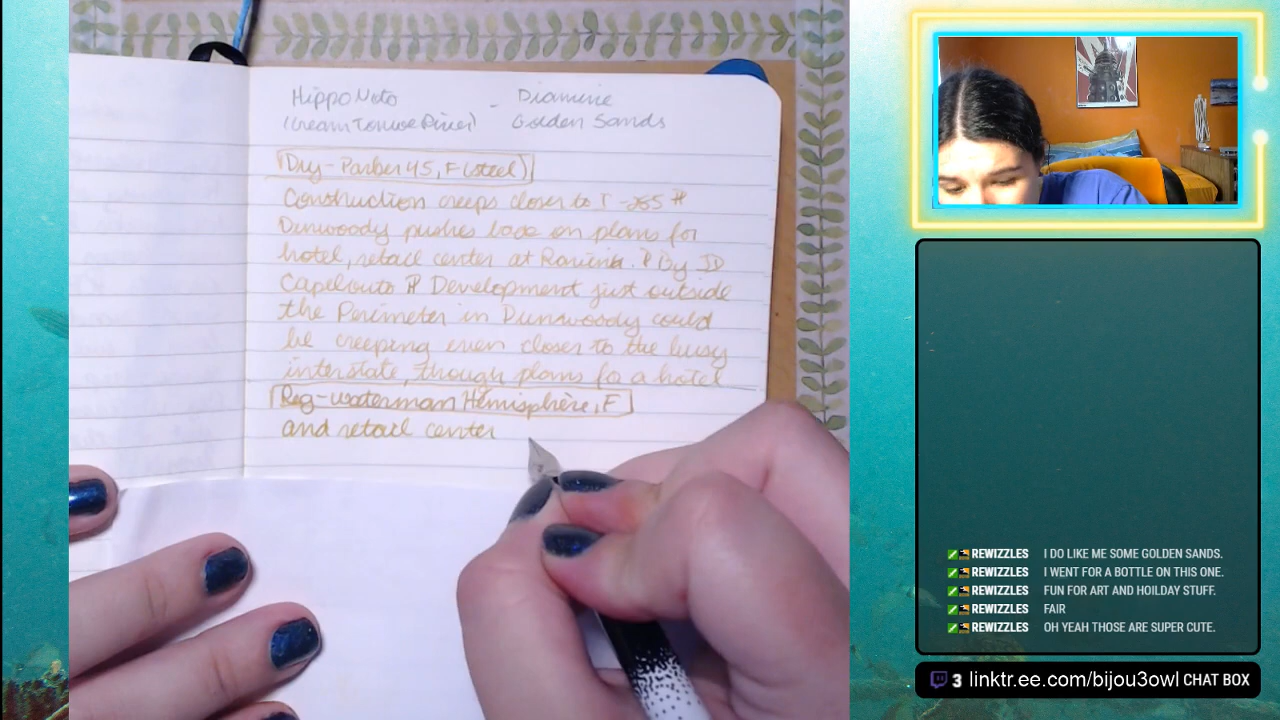 Hippo Noto - Diamine
(Cream Tomoe River) Golden Sands
Dry - Parker 45, F (steel)
Construction creeps closer to I-285 #
Dunwoody pushes back on plans for
hotel, retail center at Ravinia. ¶ By JD
Capelouto ¶ Development just outside
the Perimeter in Dunwoody could
be creeping even closer to the busy
interstate, though plans for a hotel
Reg - Waterman Hémisphère, F
and retail center
REWIZZLES I DO LIKE ME SOME GOLDEN SANDS.
REWIZZLES I WENT FOR A BOTTLE ON THIS ONE.
REWIZZLES FUN FOR ART AND HOILDAY STUFF.
REWIZZLES FAIR
REWIZZLES OH YEAH THOSE ARE SUPER CUTE.
3 linktr.ee.com/bijou3owl CHAT BOX